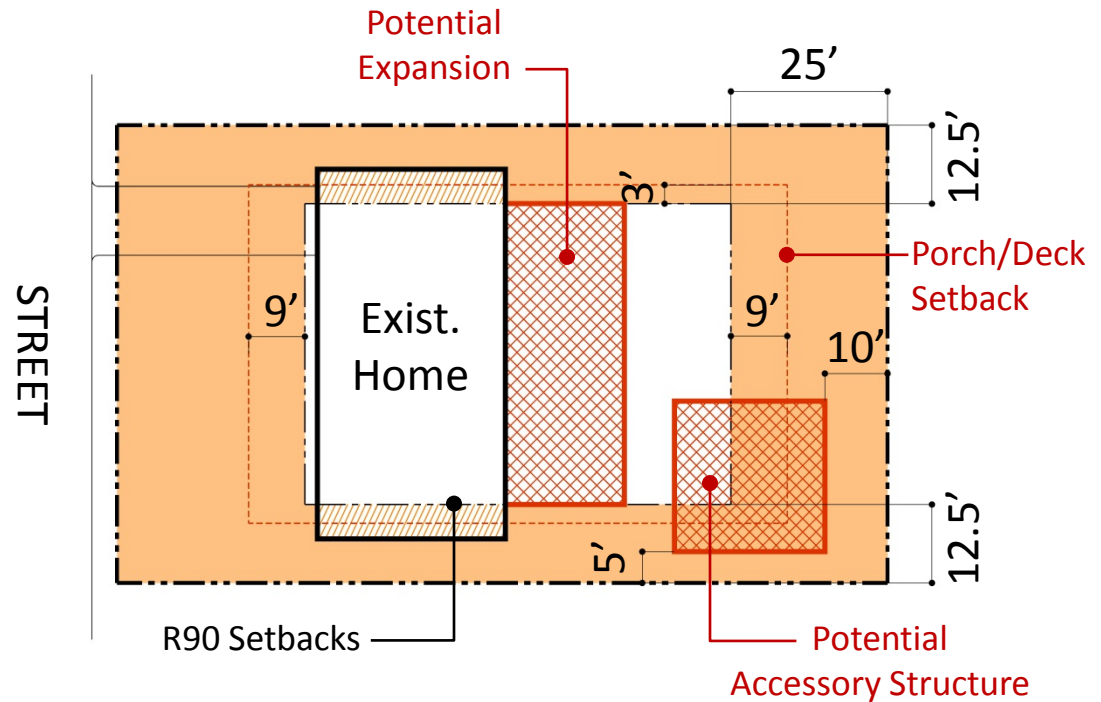 Potential
Expansion
25’
12.5’
3’
Porch/Deck
Setback
STREET
9’
Exist.
Home
9’
10’
5’
12.5’
R90 Setbacks
Potential
Accessory Structure